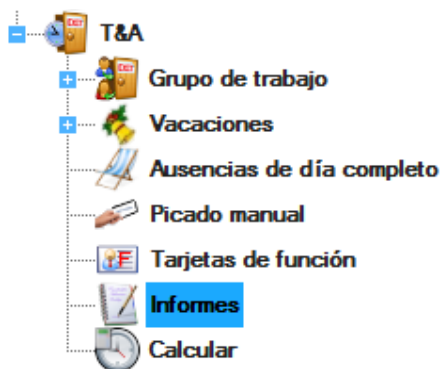 T&A
Grupo de trabajo
Vacaciones
Ausencias de día completo
Picado manual
Tarjetas de función
Informes
Calcular